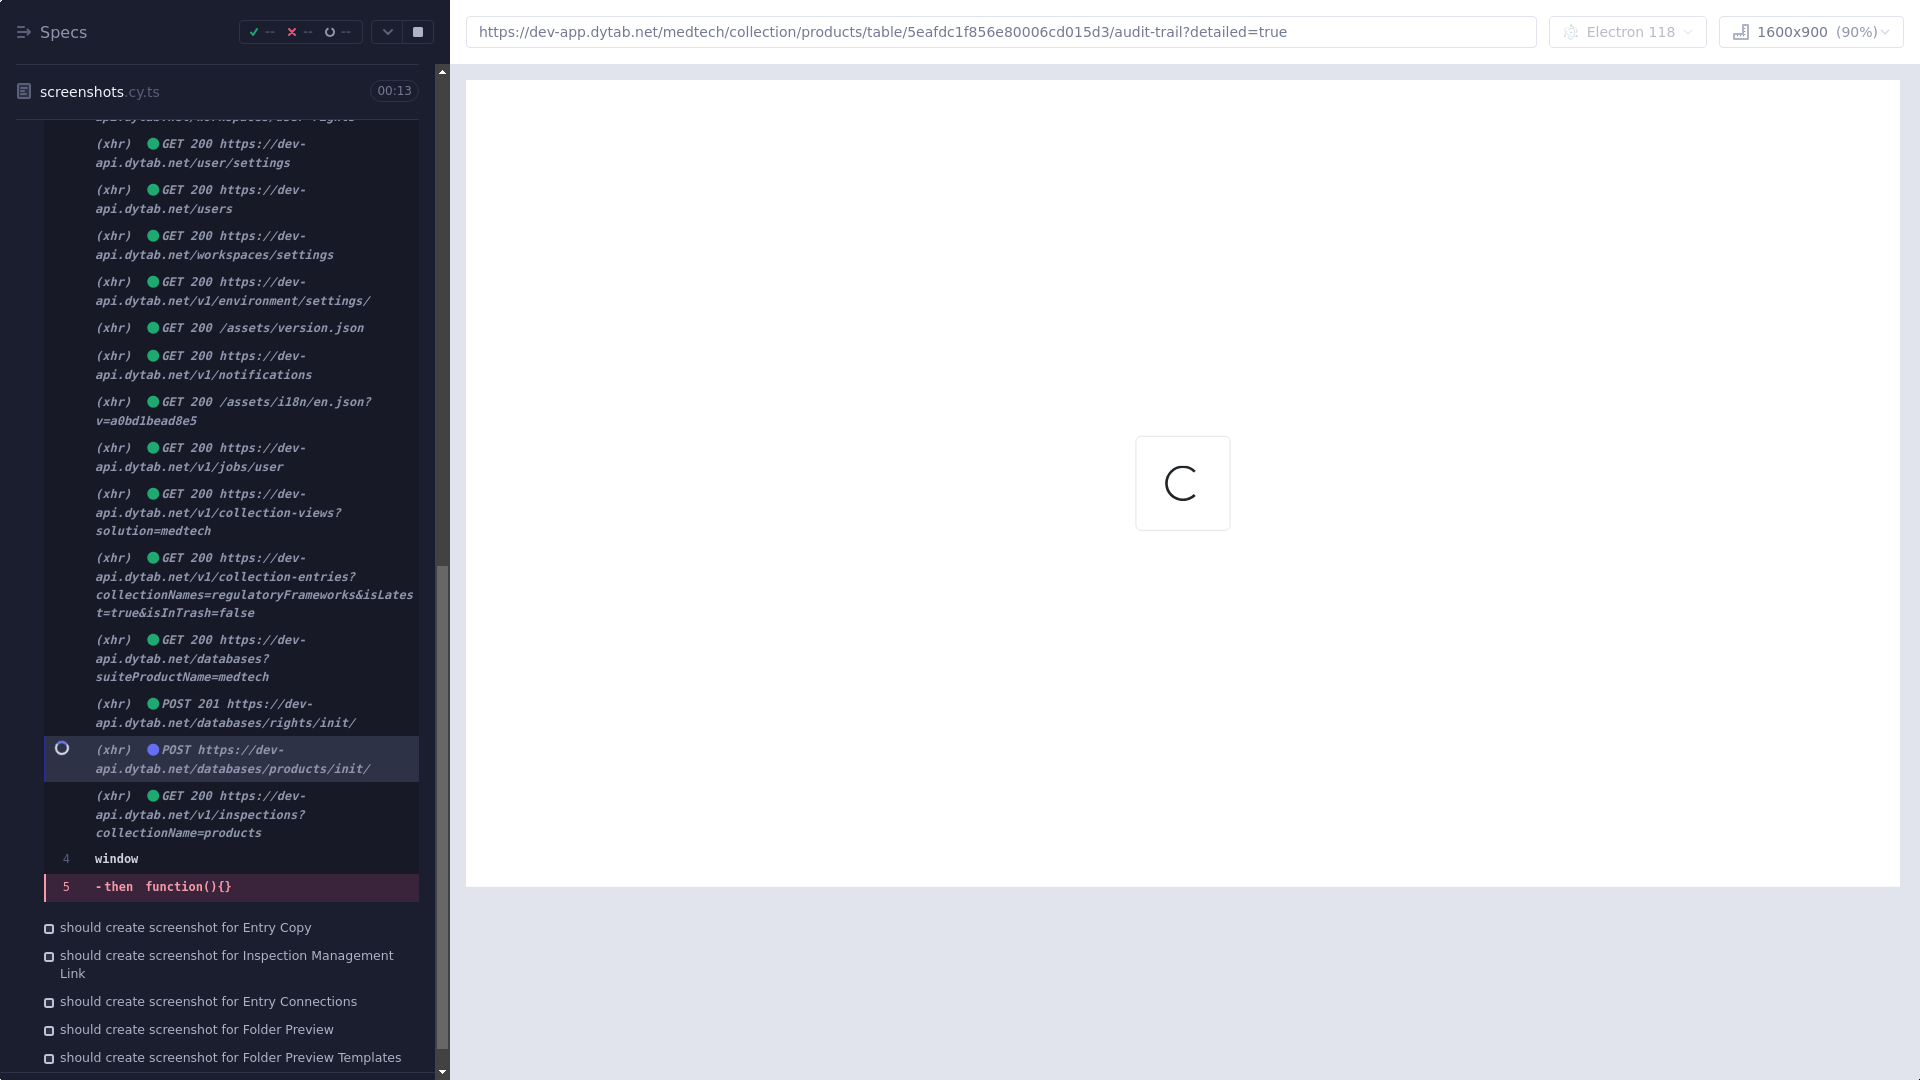 Specs
-- -- --
https://dev-app.dytab.net/medtech/collection/products/table/5eafdc1f856e80006cd015d3/audit-trail?detailed=true
Electron 118
1600x900 (90%)
screenshots.cy.ts
00:13
(xhr) GET 200 https://dev-
api.dytab.net/user/settings
(xhr) GET 200 https://dev-
api.dytab.net/users
(xhr) GET 200 https://dev-
api.dytab.net/workspaces/settings
(xhr) GET 200 https://dev-
api.dytab.net/v1/environment/settings/
(xhr) GET 200 /assets/version.json
(xhr) GET 200 https://dev-
api.dytab.net/v1/notifications
(xhr) GET 200 /assets/i18n/en.json?
v=a0bd1bead8e5
(xhr) GET 200 https://dev-
api.dytab.net/v1/jobs/user
(xhr) GET 200 https://dev-
api.dytab.net/v1/collection-views?
solution=medtech
(xhr) GET 200 https://dev-
api.dytab.net/v1/collection-entries?
collectionNames=regulatoryFrameworks&isLates
t=true&isInTrash=false
(xhr) GET 200 https://dev-
api.dytab.net/databases?
suiteProductName=medtech
(xhr) POST 201 https://dev-
api.dytab.net/databases/rights/init/
(xhr) POST https://dev-
api.dytab.net/databases/products/init/
(xhr) GET 200 https://dev-
api.dytab.net/v1/inspections?
collectionName=products
4 window
5 -then function(){}
should create screenshot for Entry Copy
should create screenshot for Inspection Management
Link
should create screenshot for Entry Connections
should create screenshot for Folder Preview
should create screenshot for Folder Preview Templates